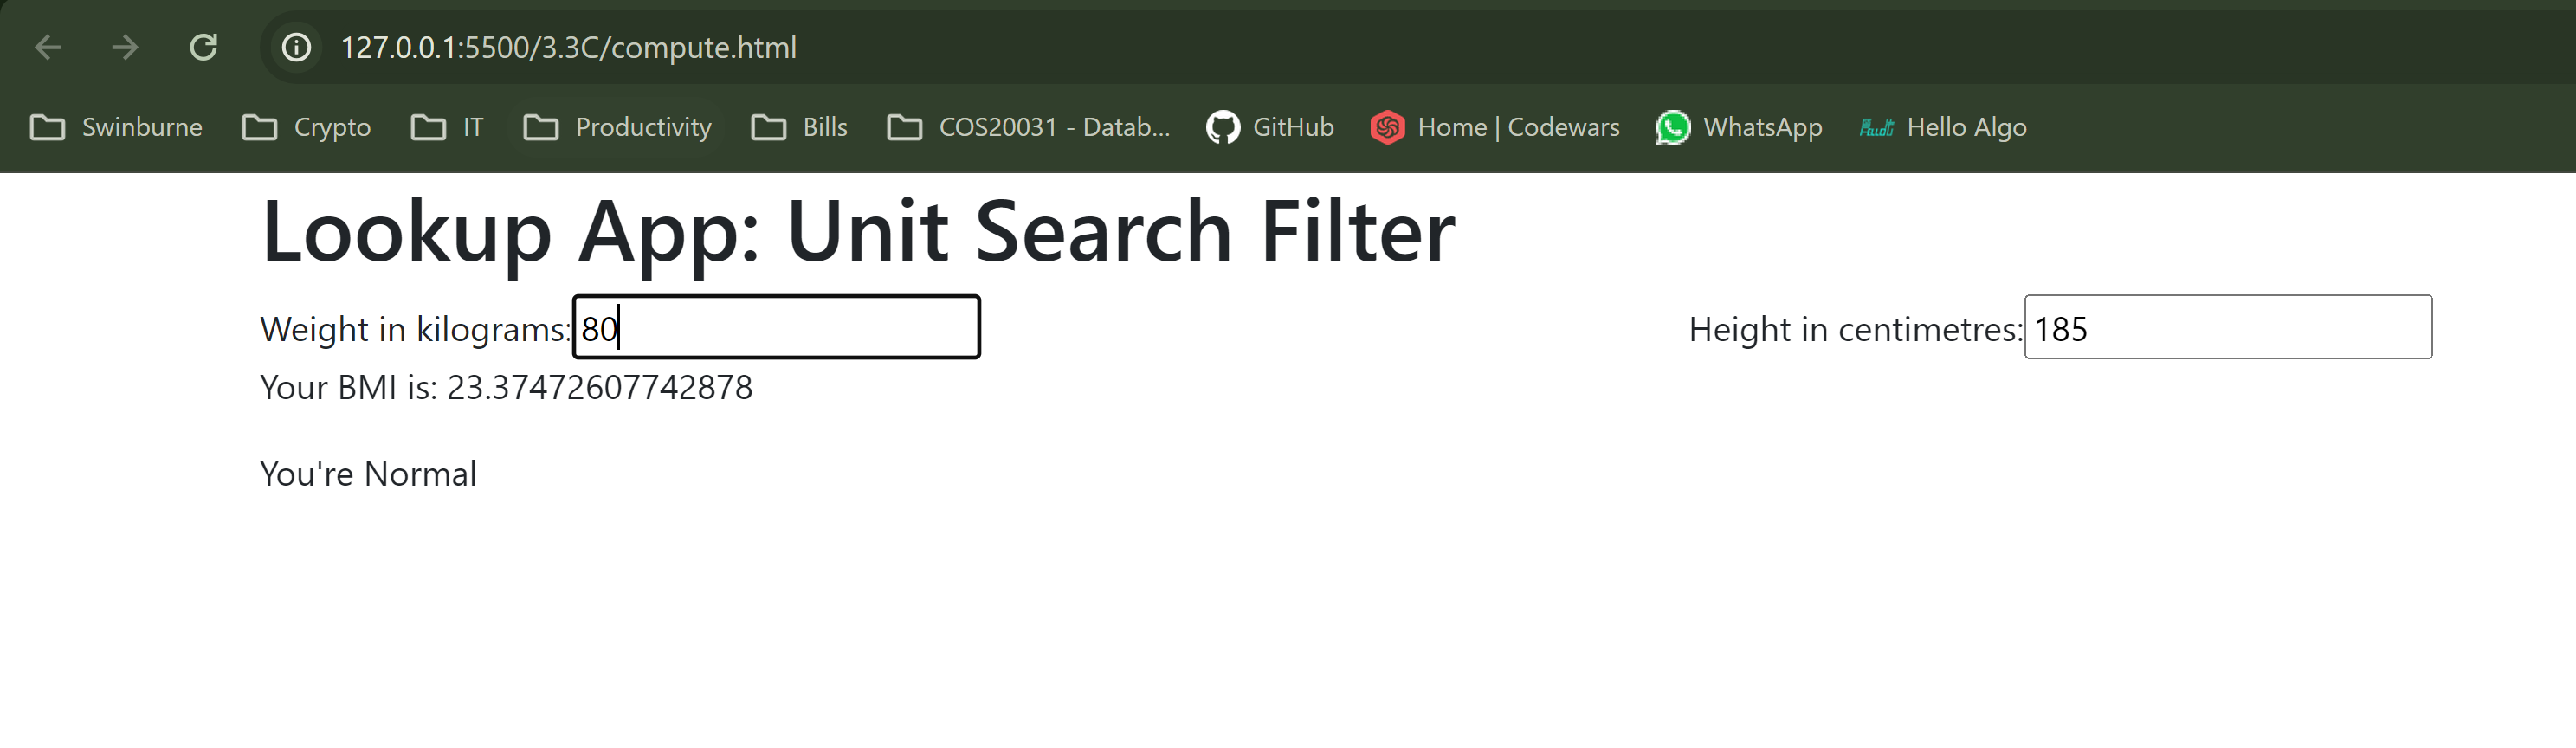 127.0.0.1:5500/3.3C/compute.html
Swinburne Crypto IT Productivity Bills COS20031 - Datab... GitHub Home | Codewars WhatsApp Hello Algo
Lookup App: Unit Search Filter
Weight in kilograms: 80 Height in centimetres: 185
Your BMI is: 23.37472607742878
You're Normal